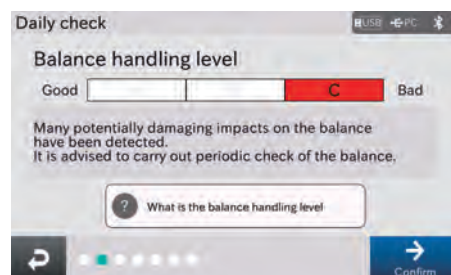 Daily check
USB PC
Balance handling level
Good C Bad
Many potentially damaging impacts on the balance
have been detected.
It is advised to carry out periodic check of the balance.
? What is the balance handling level
Confirm